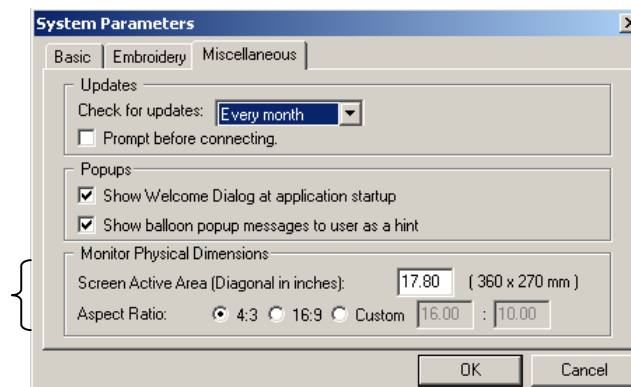 System Parameters
Basic Embroidery Miscellaneous
Updates
Check for updates: Every month
Prompt before connecting.
Popups
Show Welcome Dialog at application startup
Show balloon popup messages to user as a hint
Monitor Physical Dimensions
Screen Active Area (Diagonal in inches): 17.80 ( 360 x 270 mm )
Aspect Ratio: 4:3 16:9 Custom 16.00 : 10.00
OK Cancel